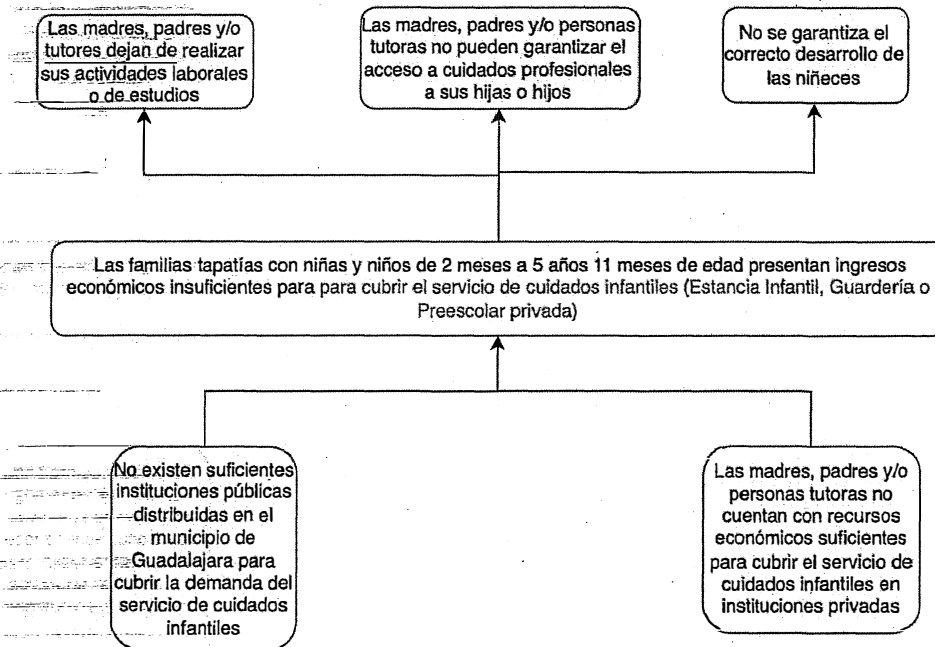 Las madres, padres y/o
tutores dejan de realizar
sus actividades laborales
o de estudios
Las madres, padres y/o personas
tutoras no pueden garantizar el
acceso a cuidados profesionales
a sus hijas o hijos
No se garantiza el
correcto desarrollo de
las niñeces
Las familias tapatías con niñas y niños de 2 meses a 5 años 11 meses de edad presentan ingresos
económicos insuficientes para para cubrir el servicio de cuidados infantiles (Estancia Infantil, Guardería o
Preescolar privada)
No existen suficientes
instituciones públicas
distribuidas en el
municipio de
Guadalajara para
cubrir la demanda del
servicio de cuidados
infantiles
Las madres, padres y/o
personas tutoras no
cuentan con recursos
económicos suficientes
para cubrir el servicio de
cuidados infantiles en
instituciones privadas